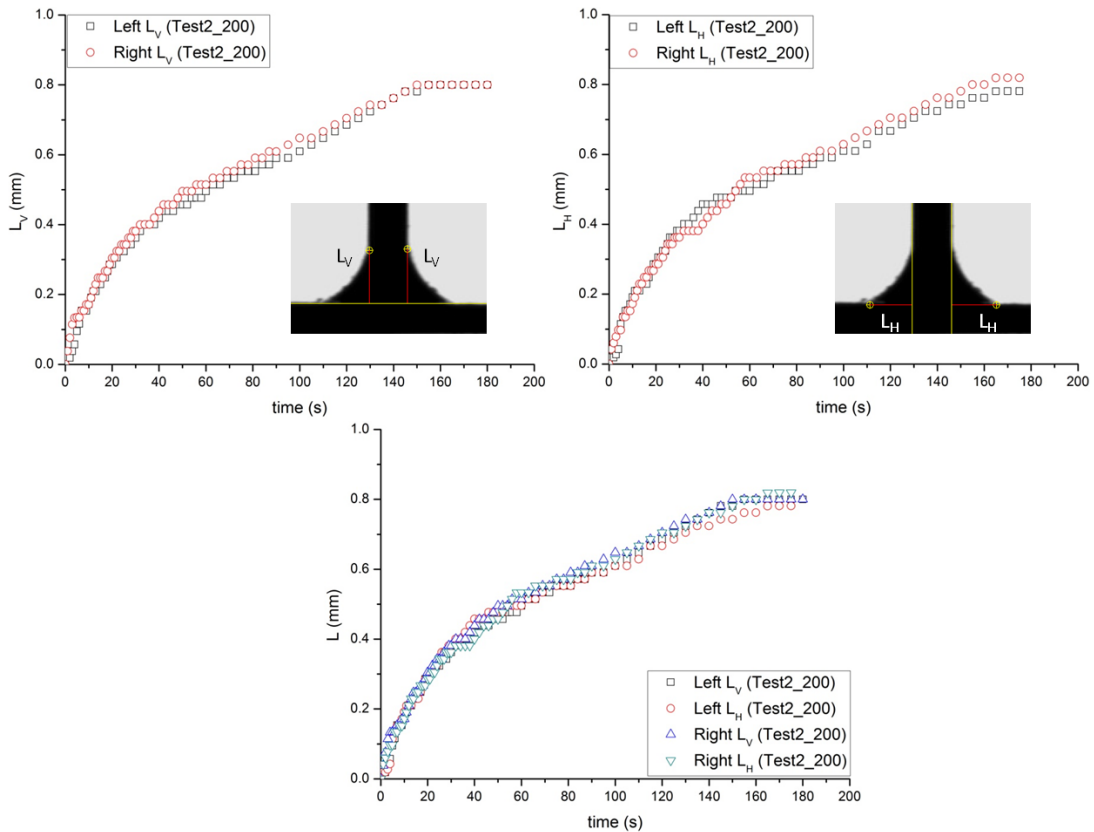 Left L_V (Test2_200)
Right L_V (Test2_200)
1.0
0.8
0.6
0.4
0.2
0.0
L_V (mm)
L_V
L_V
0 20 40 60 80 100 120 140 160 180 200
time (s)
Left L_H (Test2_200)
Right L_H (Test2_200)
1.0
0.8
0.6
0.4
0.2
0.0
L_H (mm)
L_H
L_H
0 20 40 60 80 100 120 140 160 180 200
time (s)
1.0
0.8
0.6
0.4
0.2
0.0
L (mm)
Left L_V (Test2_200)
Left L_H (Test2_200)
Right L_V (Test2_200)
Right L_H (Test2_200)
0 20 40 60 80 100 120 140 160 180 200
time (s)